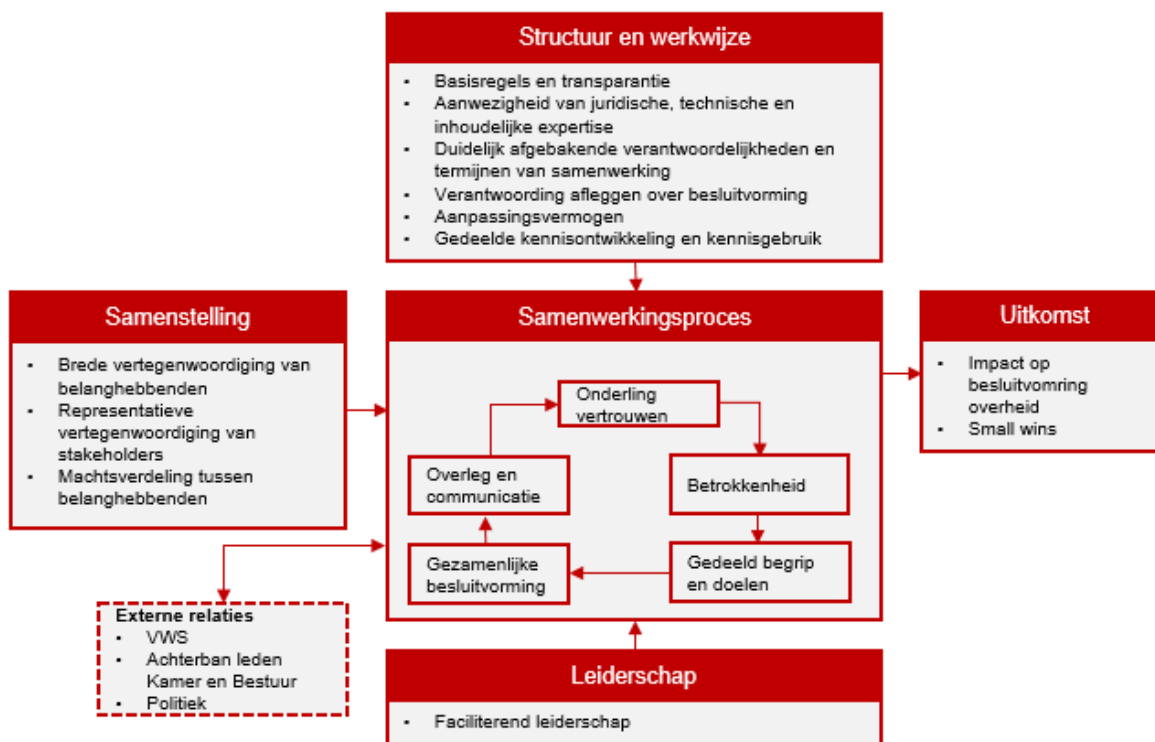 Structuur en werkwijze
▪ Basisregels en transparantie
▪ Aanwezigheid van juridische, technische en
inhoudelijke expertise
▪ Duidelijk afgebakende verantwoordelijkheden en
termijnen van samenwerking
▪ Verantwoording afleggen over besluitvorming
▪ Aanpassingsvermogen
▪ Gedeelde kennisontwikkeling en kennisgebruik
Samenstelling
▪ Brede vertegenwoordiging van
belanghebbenden
▪ Representatieve
vertegenwoordiging van
stakeholders
▪ Machtsverdeling tussen
belanghebbenden
Samenwerkingsproces
Onderling
vertrouwen
Betrokkenheid
Gedeeld begrip
en doelen
Gezamenlijke
besluitvorming
Overleg en
communicatie
Uitkomst
▪ Impact op
besluitvomring
overheid
▪ Small wins
Externe relaties
▪ VWS
▪ Achterban leden
Kamer en Bestuur
▪ Politiek
Leiderschap
▪ Faciliterend leiderschap